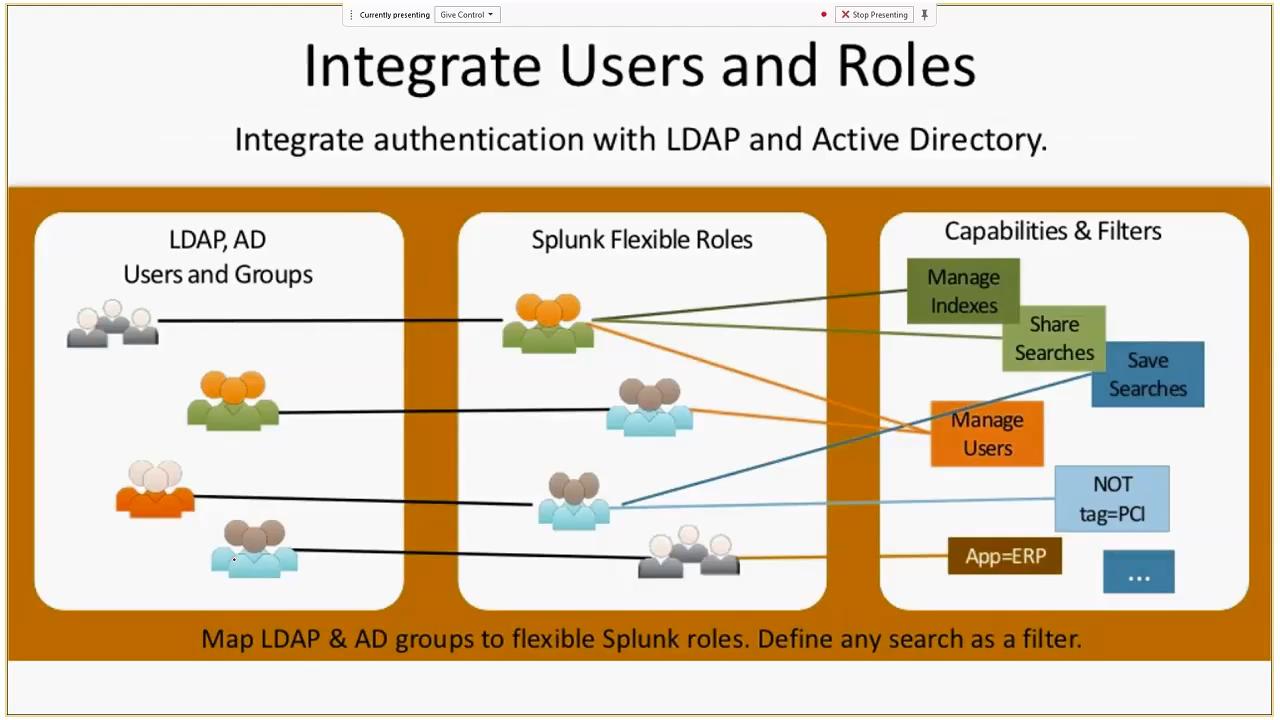 Currently presenting
Give Control
Stop Presenting
Integrate Users and Roles
Integrate authentication with LDAP and Active Directory.
LDAP, AD
Users and Groups
Splunk Flexible Roles
Capabilities & Filters
Manage
Indexes
Share
Searches
Save
Searches
Manage
Users
NOT
tag=PCI
App=ERP
...
Map LDAP & AD groups to flexible Splunk roles. Define any search as a filter.